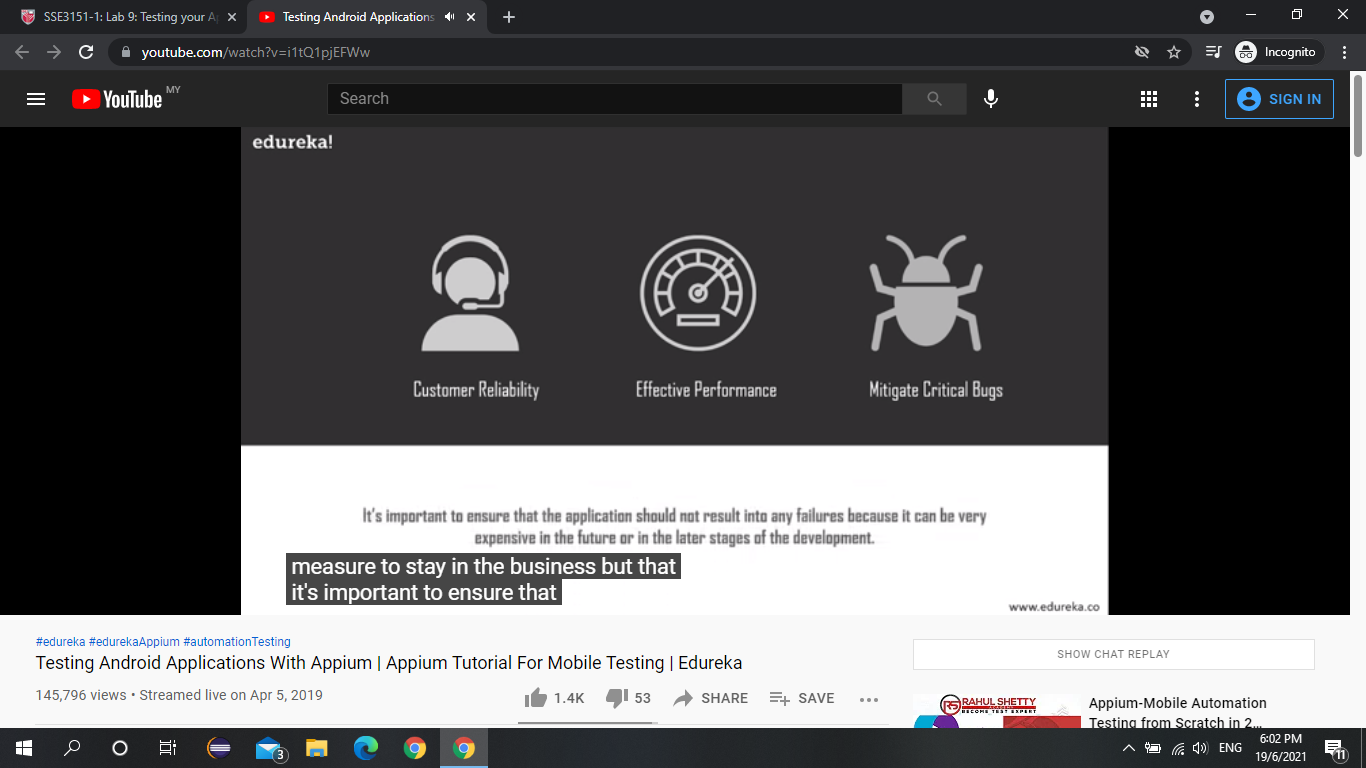 SSE3151-1: Lab 9: Testing your A
Testing Android Applications
youtube.com/watch?v=i1tQ1pjEFWw
Incognito
YouTube MY
Search
SIGN IN
edureka!
Customer Reliability
Effective Performance
Mitigate Critical Bugs
It's important to ensure that the application should not result into any failures because it can be very
expensive in the future or in the later stages of the development.
measure to stay in the business but that
it's important to ensure that
www.edureka.co
#edureka #edurekaAppium #automationTesting
Testing Android Applications With Appium | Appium Tutorial For Mobile Testing | Edureka
145,796 views • Streamed live on Apr 5, 2019
1.4K
53
SHARE
SAVE
SHOW CHAT REPLAY
RAHUL SHETTY
ACADEMY
BECOME TEST EXPERT
Appium-Mobile Automation
Testing from Scratch in 2...
3
ENG
6:02 PM
19/6/2021
11